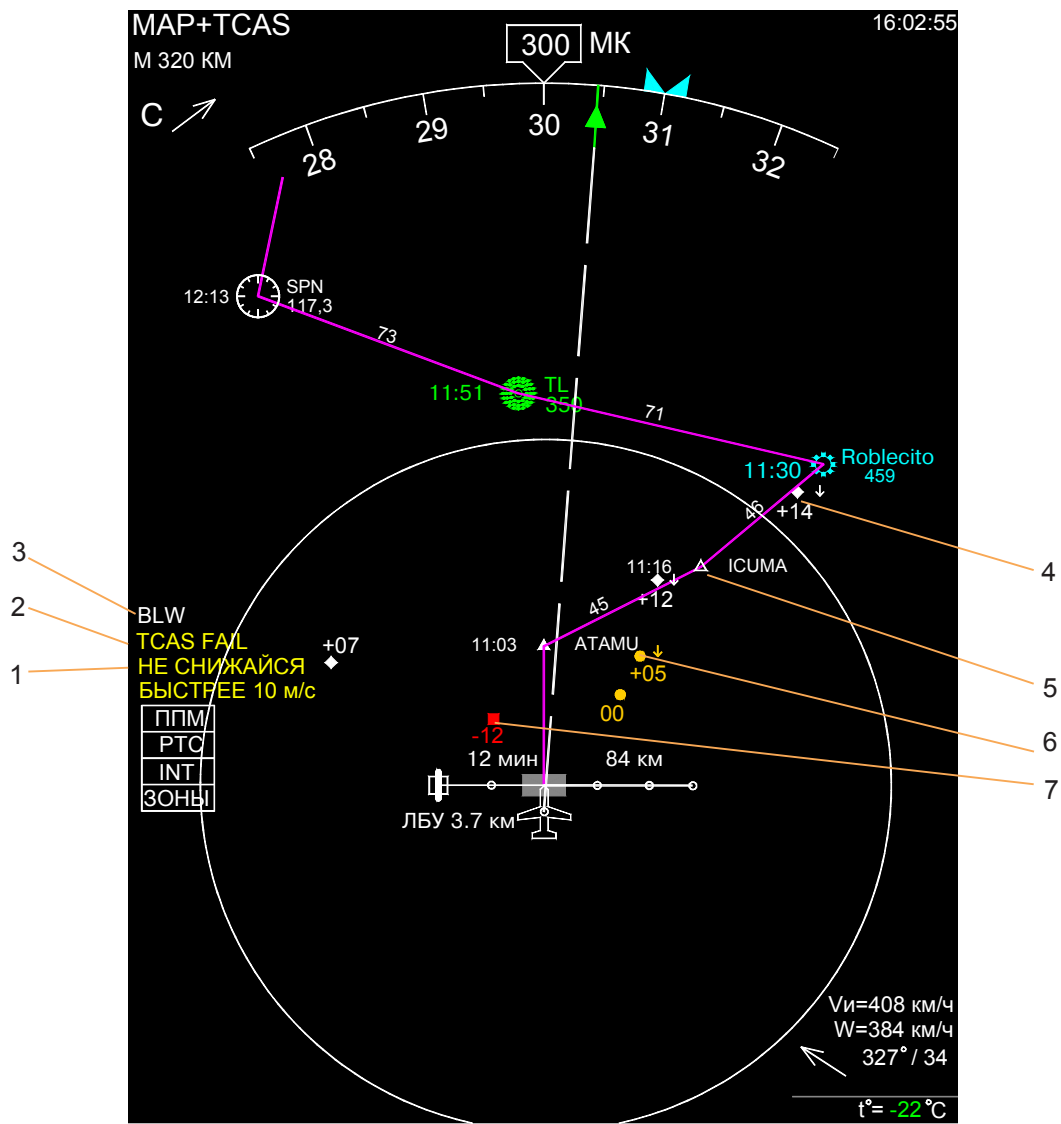 MAP+TCAS
16:02:55
М 320 КМ
300 МК
С
28 29 30 31 32
12:13 SPN
117,3
73
11:51 TL
350
71
11:30 Roblecito
459
+14
46
4
3
11:16 ICUMA
+12
45
BLW
2
TCAS FAIL
+07
11:03 ATAMU
1
НЕ СНИЖАЙСЯ
+05
5
БЫСТРЕЕ 10 м/с
00
ППМ
-12
6
РТС
12 мин 84 км
INT
7
ЗОНЫ
ЛБУ 3.7 км
Vи=408 км/ч
W=384 км/ч
327° / 34
t°= -22 °C